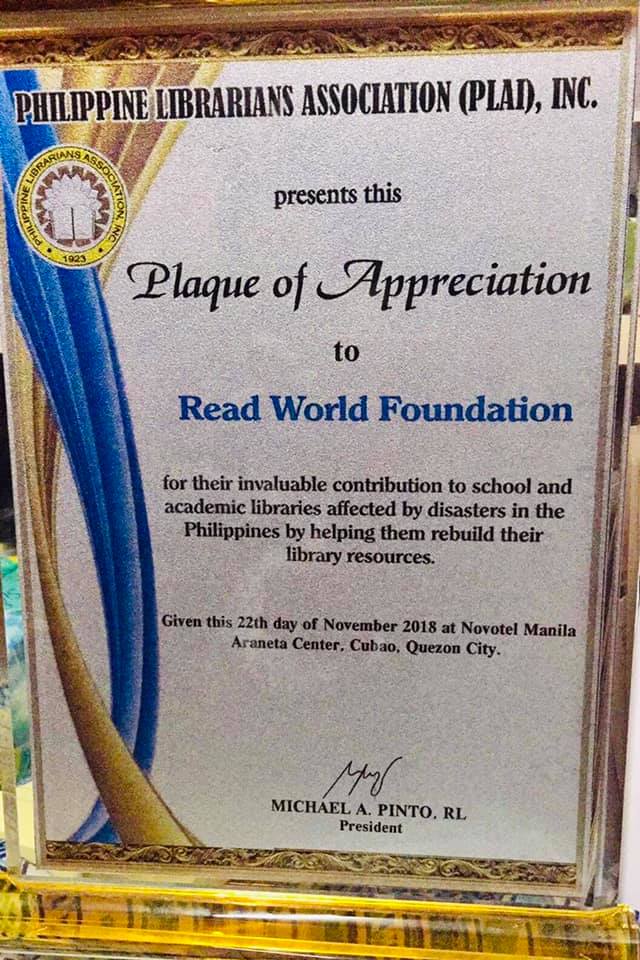 PHILIPPINE LIBRARIANS ASSOCIATION (PLAI), INC.
PHILIPPINE LIBRARIANS ASSOCIATION, INC.
1923
presents this
Plaque of Appreciation
to
Read World Foundation
for their invaluable contribution to school and
academic libraries affected by disasters in the
Philippines by helping them rebuild their
library resources.
Given this 22th day of November 2018 at Novotel Manila
Araneta Center, Cubao, Quezon City.
MICHAEL A. PINTO, RL
President